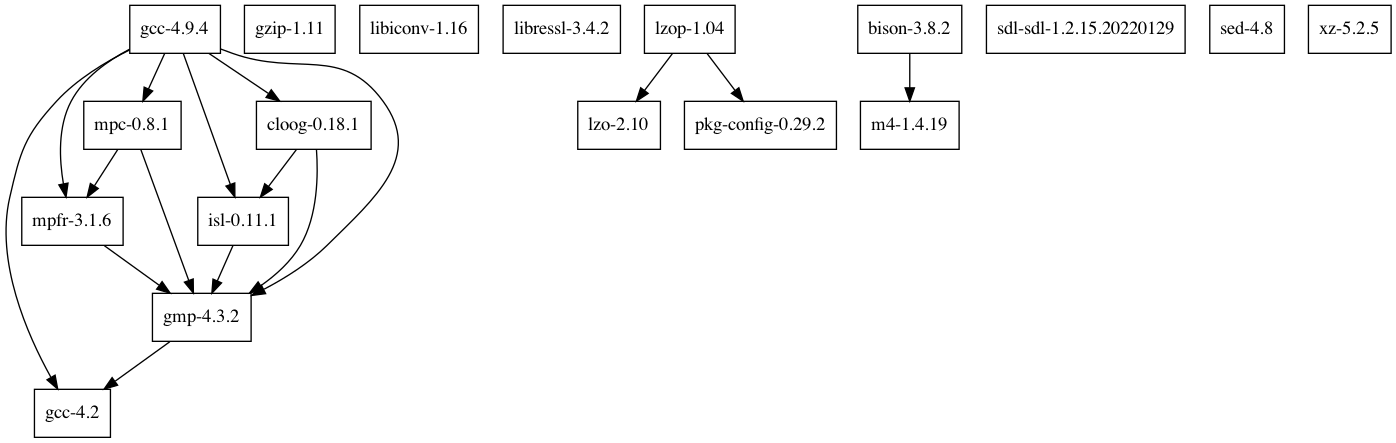 gcc-4.9.4
gzip-1.11
libiconv-1.16
libressl-3.4.2
lzop-1.04
bison-3.8.2
sdl-sdl-1.2.15.20220129
sed-4.8
xz-5.2.5
mpc-0.8.1
cloog-0.18.1
lzo-2.10
pkg-config-0.29.2
m4-1.4.19
mpfr-3.1.6
isl-0.11.1
gmp-4.3.2
gcc-4.2